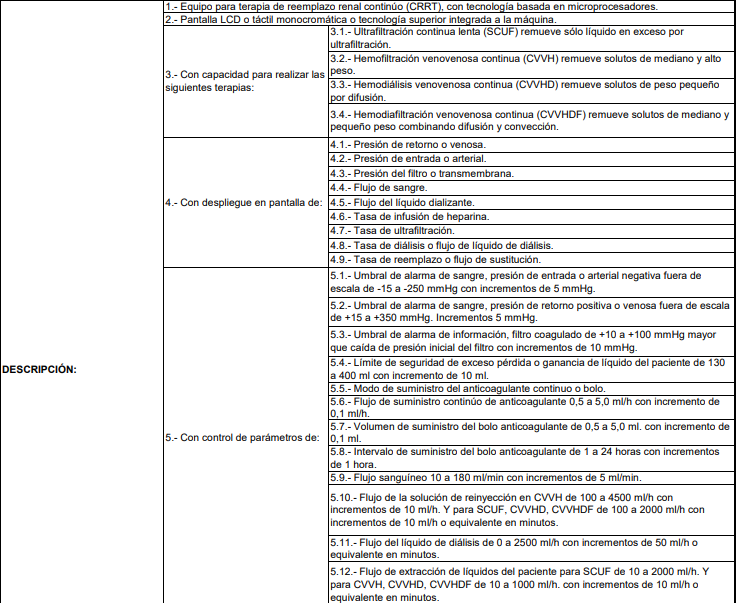 1.- Equipo para terapia de reemplazo renal continúo (CRRT), con tecnología basada en microprocesadores.
2.- Pantalla LCD o táctil monocromática o tecnología superior integrada a la máquina.
3.- Con capacidad para realizar las
siguientes terapias:
3.1.- Ultrafiltración continua lenta (SCUF) remueve sólo líquido en exceso por
ultrafiltración.
3.2.- Hemofiltración venovenosa continua (CVVH) remueve solutos de mediano y alto
peso.
3.3.- Hemodiálisis venovenosa continua (CVVHD) remueve solutos de peso pequeño
por difusión.
3.4.- Hemodiafiltración venovenosa continua (CVVHDF) remueve solutos de mediano y
pequeño peso combinando difusión y convección.
4.- Con despliegue en pantalla de:
4.1.- Presión de retorno o venosa.
4.2.- Presión de entrada o arterial.
4.3.- Presión del filtro o transmembrana.
4.4.- Flujo de sangre.
4.5.- Flujo del líquido dializante.
4.6.- Tasa de infusión de heparina.
4.7.- Tasa de ultrafiltración.
4.8.- Tasa de diálisis o flujo de líquido de diálisis.
4.9.- Tasa de reemplazo o flujo de sustitución.
DESCRIPCIÓN:
5.- Con control de parámetros de:
5.1.- Umbral de alarma de sangre, presión de entrada o arterial negativa fuera de
escala de -15 a -250 mmHg con incrementos de 5 mmHg.
5.2.- Umbral de alarma de sangre, presión de retorno positiva o venosa fuera de escala
de +15 a +350 mmHg. Incrementos 5 mmHg.
5.3.- Umbral de alarma de información, filtro coagulado de +10 a +100 mmHg mayor
que caída de presión inicial del filtro con incrementos de 10 mmHg.
5.4.- Límite de seguridad de exceso pérdida o ganancia de líquido del paciente de 130
a 400 ml con incremento de 10 ml.
5.5.- Modo de suministro del anticoagulante continuo o bolo.
5.6.- Flujo de suministro continúo de anticoagulante 0,5 a 5,0 ml/h con incremento de
0,1 ml/h.
5.7.- Volumen de suministro del bolo anticoagulante de 0,5 a 5,0 ml. con incremento de
0,1 ml.
5.8.- Intervalo de suministro del bolo anticoagulante de 1 a 24 horas con incrementos
de 1 hora.
5.9.- Flujo sanguíneo 10 a 180 ml/min con incrementos de 5 ml/min.
5.10.- Flujo de la solución de reinyección en CVVH de 100 a 4500 ml/h con
incrementos de 10 ml/h. Y para SCUF, CVVHD, CVVHDF de 100 a 2000 ml/h con
incrementos de 10 ml/h o equivalente en minutos.
5.11.- Flujo del líquido de diálisis de 0 a 2500 ml/h con incrementos de 50 ml/h o
equivalente en minutos.
5.12.- Flujo de extracción de líquidos del paciente para SCUF de 10 a 2000 ml/h. Y
para CVVH, CVVHD, CVVHDF de 10 a 1000 ml/h. con incrementos de 10 ml/h o
equivalente en minutos.